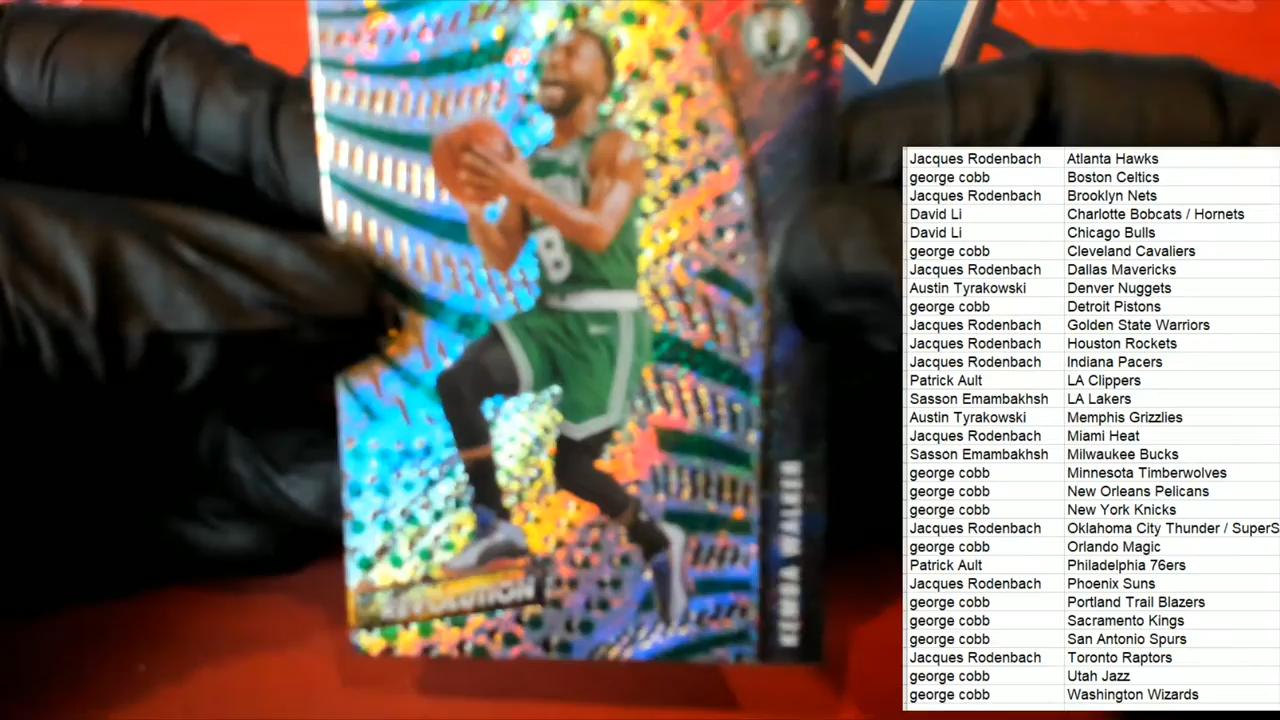 8
REVOLUTION
KEMBA WALKER
Jacques Rodenbach Atlanta Hawks
george cobb Boston Celtics
Jacques Rodenbach Brooklyn Nets
David Li Charlotte Bobcats / Hornets
David Li Chicago Bulls
george cobb Cleveland Cavaliers
Jacques Rodenbach Dallas Mavericks
Austin Tyrakowski Denver Nuggets
george cobb Detroit Pistons
Jacques Rodenbach Golden State Warriors
Jacques Rodenbach Houston Rockets
Jacques Rodenbach Indiana Pacers
Patrick Ault LA Clippers
Sasson Emambakhsh LA Lakers
Austin Tyrakowski Memphis Grizzlies
Jacques Rodenbach Miami Heat
Sasson Emambakhsh Milwaukee Bucks
george cobb Minnesota Timberwolves
george cobb New Orleans Pelicans
george cobb New York Knicks
Jacques Rodenbach Oklahoma City Thunder / SuperS
george cobb Orlando Magic
Patrick Ault Philadelphia 76ers
Jacques Rodenbach Phoenix Suns
george cobb Portland Trail Blazers
george cobb Sacramento Kings
george cobb San Antonio Spurs
Jacques Rodenbach Toronto Raptors
george cobb Utah Jazz
george cobb Washington Wizards